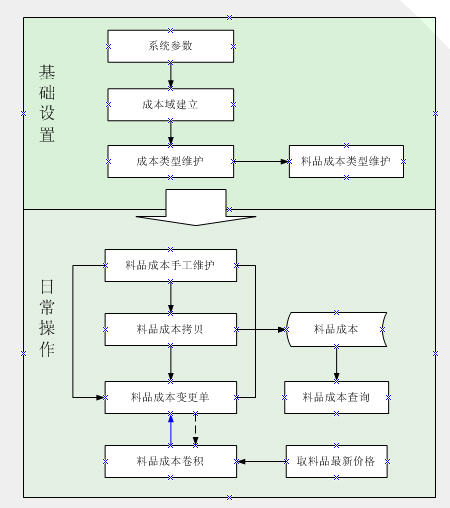 基础设置
系统参数
成本域建立
成本类型维护
料品成本类型维护
日常操作
料品成本手工维护
料品成本拷贝
料品成本
料品成本变更单
料品成本查询
料品成本卷积
取料品最新价格